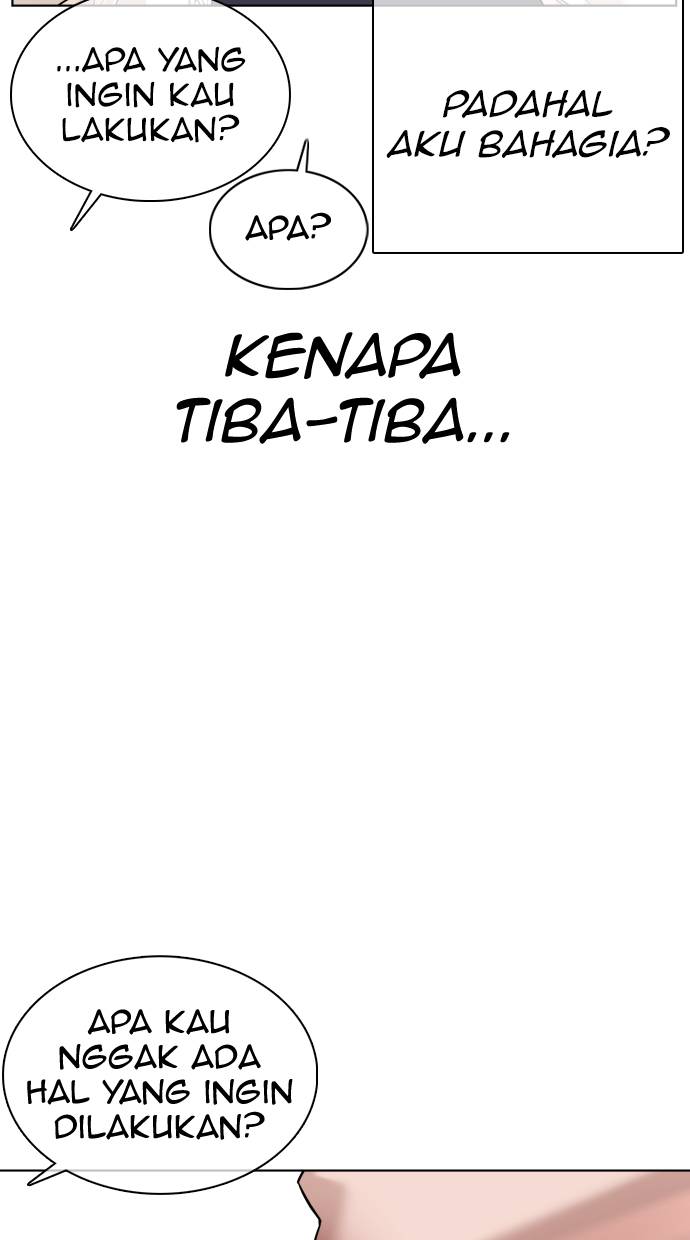 ...APA YANG
INGIN KAU
LAKUKAN?
PADAHAL
AKU BAHAGIA?
APA?
KENAPA
TIBA-TIBA...
APA KAU
NGGAK ADA
HAL YANG INGIN
DILAKUKAN?